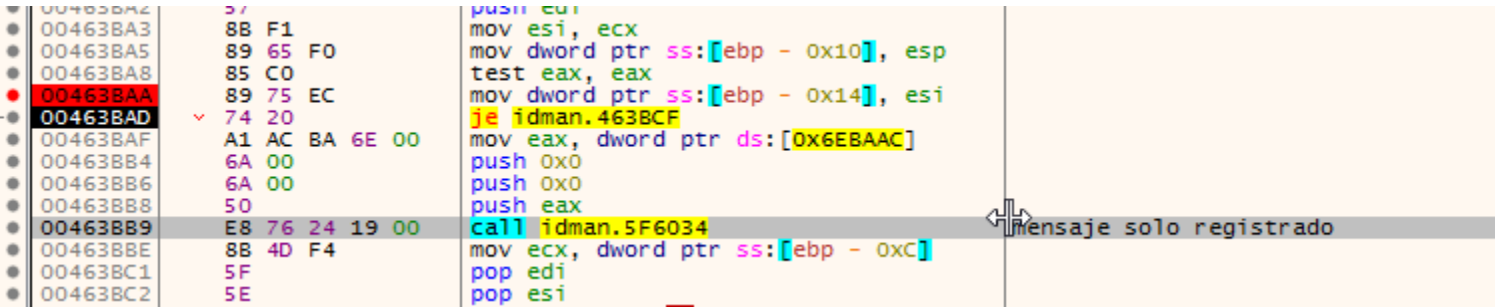 00463BA2 57 push edi
00463BA3 8B F1 mov esi, ecx
00463BA5 89 65 F0 mov dword ptr ss:[ebp - 0x10], esp
00463BA8 85 C0 test eax, eax
00463BAA 89 75 EC mov dword ptr ss:[ebp - 0x14], esi
00463BAD 74 20 je idman.463BCF
00463BAF A1 AC BA 6E 00 mov eax, dword ptr ds:[0x6EBAAC]
00463BB4 6A 00 push 0x0
00463BB6 6A 00 push 0x0
00463BB8 50 push eax
00463BB9 E8 76 24 19 00 call idman.5F6034 mensaje solo registrado
00463BBE 8B 4D F4 mov ecx, dword ptr ss:[ebp - 0xC]
00463BC1 5F pop edi
00463BC2 5E pop esi